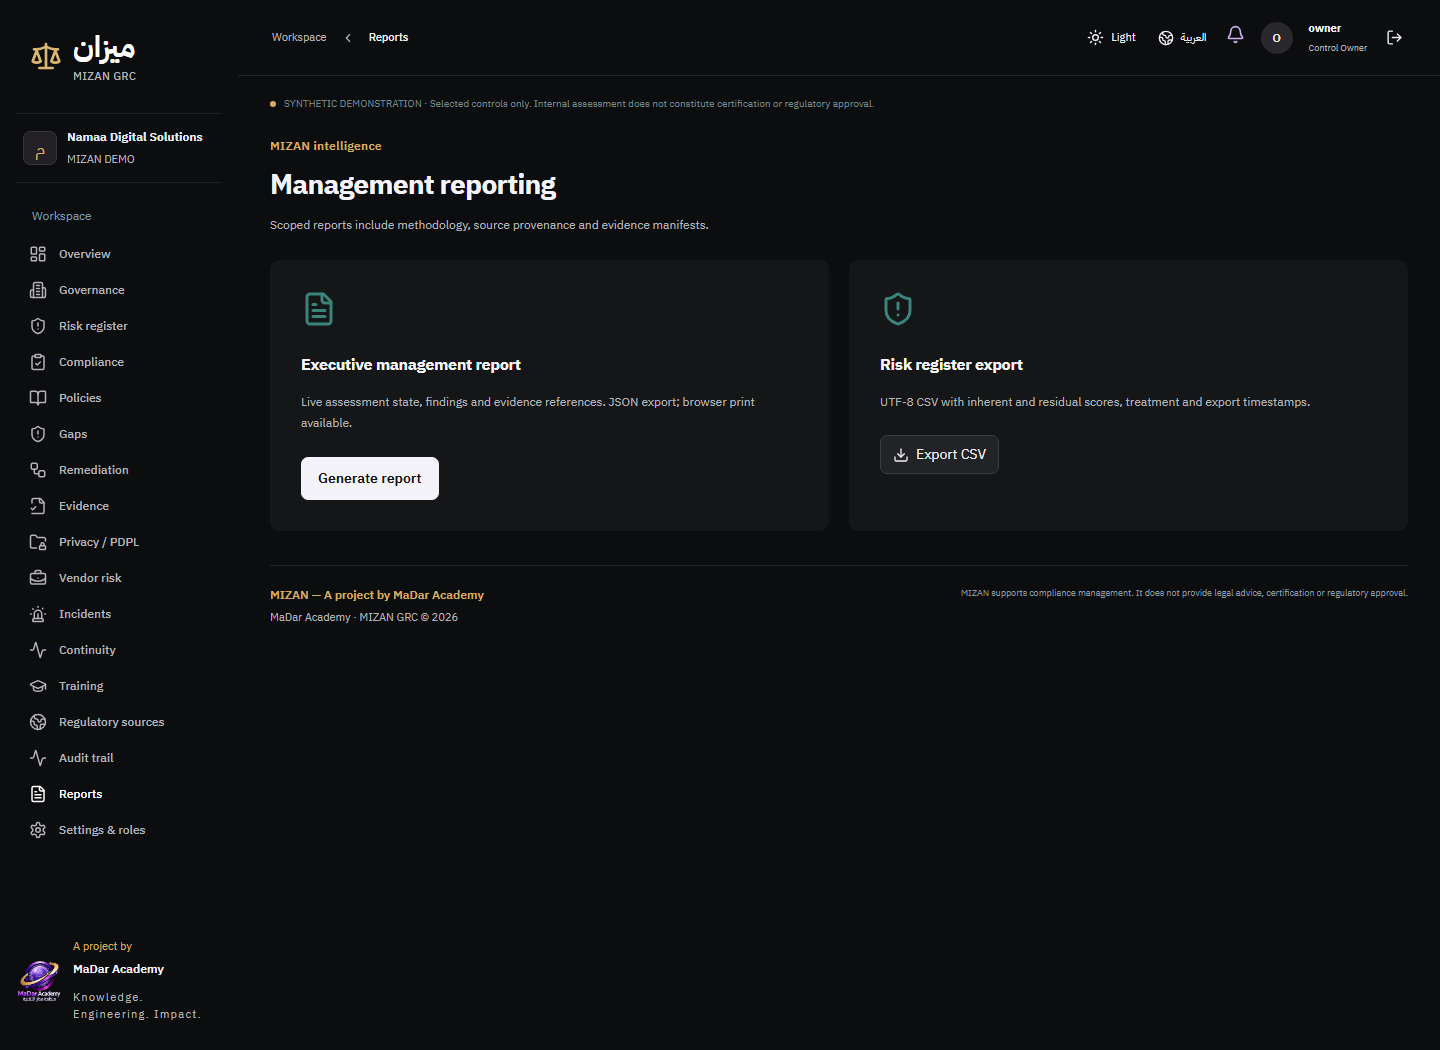 ميزان
MIZAN GRC
Namaa Digital Solutions
MIZAN DEMO
Workspace
Overview
Governance
Risk register
Compliance
Policies
Gaps
Remediation
Evidence
Privacy / PDPL
Vendor risk
Incidents
Continuity
Training
Regulatory sources
Audit trail
Reports
Settings & roles
A project by
MaDar Academy
Knowledge.
Engineering. Impact.
MaDar Academy
Workspace
Reports
Light
العربية
O
owner
Control Owner
SYNTHETIC DEMONSTRATION · Selected controls only. Internal assessment does not constitute certification or regulatory approval.
MIZAN intelligence
Management reporting
Scoped reports include methodology, source provenance and evidence manifests.
Executive management report
Live assessment state, findings and evidence references. JSON export; browser print
available.
Generate report
Risk register export
UTF-8 CSV with inherent and residual scores, treatment and export timestamps.
Export CSV
MIZAN — A project by MaDar Academy
MaDar Academy · MIZAN GRC © 2026
MIZAN supports compliance management. It does not provide legal advice, certification or regulatory approval.